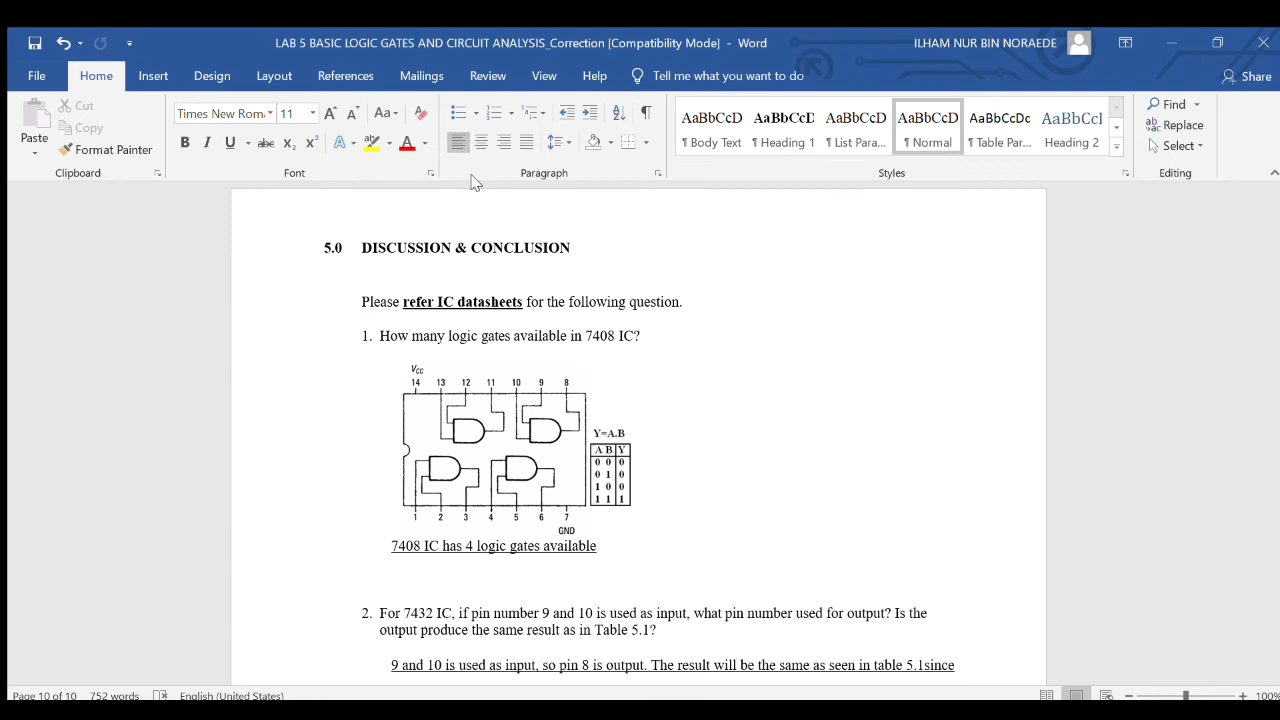 LAB 5 BASIC LOGIC GATES AND CIRCUIT ANALYSIS_Correction [Compatibility Mode] - Word
ILHAM NUR BIN NORAEDE
File Home Insert Design Layout References Mailings Review View Help Tell me what you want to do Share
Paste
Cut
Copy
Format Painter
Times New Rom
11
Aa
B I U abc X₂ X² A A
AaBbCcD AaBbCcD AaBbCcD AaBbCcD AaBbCcDc AaBbCcl
¶ Body Text ¶ Heading 1 ¶ List Para... ¶ Normal ¶ Table Par... Heading 2
Find
Replace
Select
Clipboard Font Paragraph Styles Editing
5.0 DISCUSSION & CONCLUSION
Please refer IC datasheets for the following question.
1. How many logic gates available in 7408 IC?
VCC
14 13 12 11 10 9 8
Y=A.B
A B Y
0 0 0
0 1 0
1 0 0
1 1 1
1 2 3 4 5 6 7
GND
7408 IC has 4 logic gates available
2. For 7432 IC, if pin number 9 and 10 is used as input, what pin number used for output? Is the
output produce the same result as in Table 5.1?
9 and 10 is used as input, so pin 8 is output. The result will be the same as seen in table 5.1since
Page 10 of 10 752 words English (United States) 100%